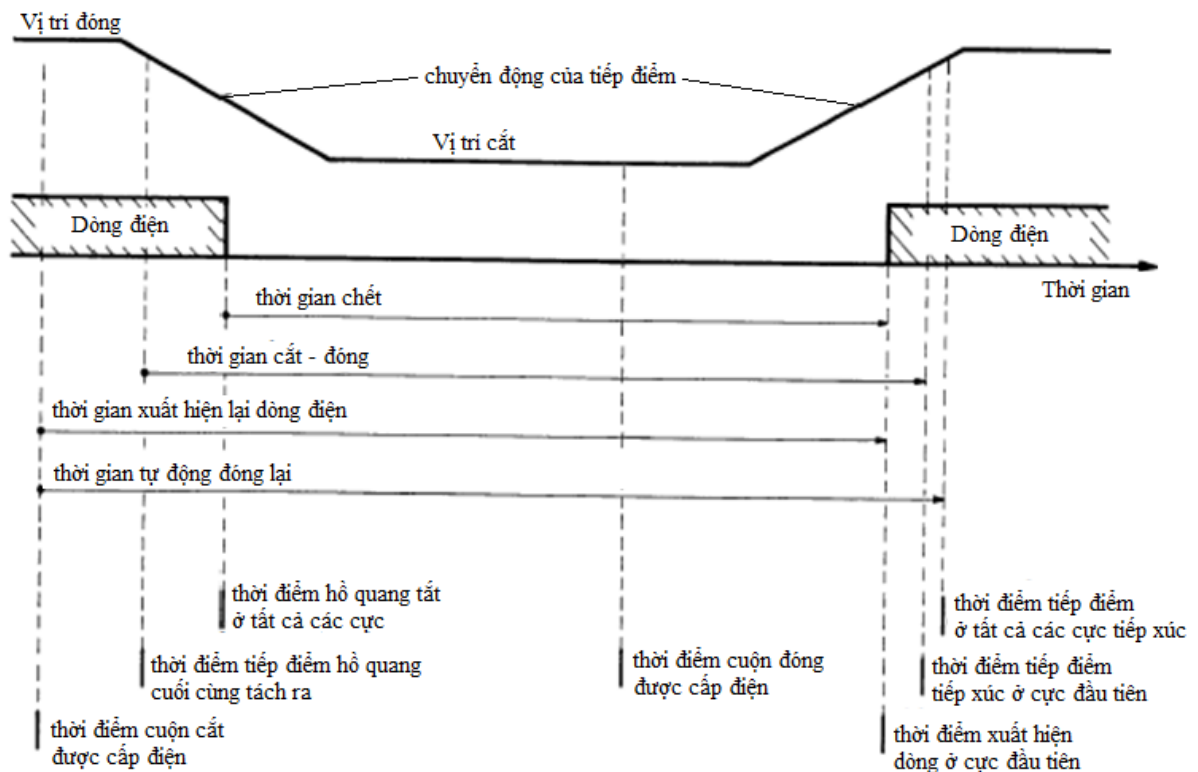 Vị trí đóng
chuyển động của tiếp điểm
Vị trí cắt
Dòng điện
Dòng điện
Thời gian
thời gian chết
thời gian cắt - đóng
thời gian xuất hiện lại dòng điện
thời gian tự động đóng lại
thời điểm hồ quang tắt
ở tất cả các cực
thời điểm tiếp điểm
ở tất cả các cực tiếp xúc
thời điểm tiếp điểm hồ quang
cuối cùng tách ra
thời điểm cuộn đóng
được cấp điện
thời điểm tiếp điểm
tiếp xúc ở cực đầu tiên
thời điểm cuộn cắt
được cấp điện
thời điểm xuất hiện
dòng ở cực đầu tiên